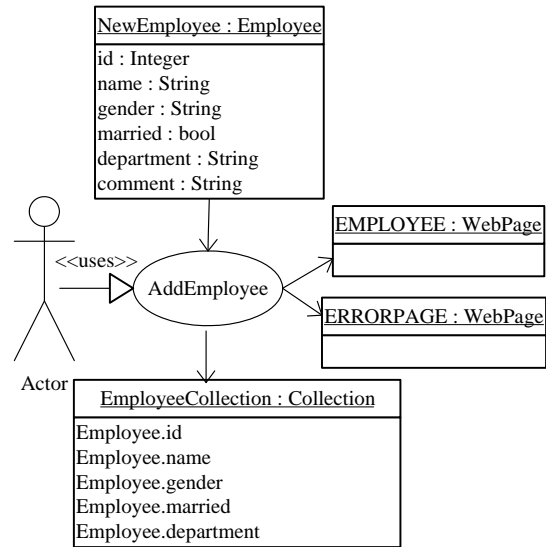 NewEmployee : Employee
id : Integer
name : String
gender : String
married : bool
department : String
comment : String
<<uses>>
AddEmployee
Actor
EMPLOYEE : WebPage
ERRORPAGE : WebPage
EmployeeCollection : Collection
Employee.id
Employee.name
Employee.gender
Employee.married
Employee.department